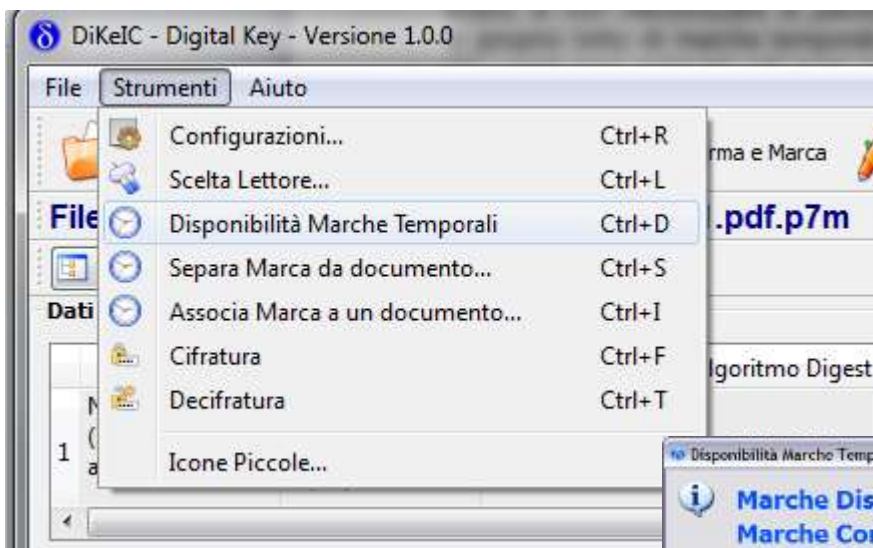 DiKeIC - Digital Key - Versione 1.0.0
File Strumenti Aiuto
Configurazioni... Ctrl+R
rma e Marca
Scelta Lettore... Ctrl+L
File .pdf.p7m
Disponibilità Marche Temporali Ctrl+D
Separa Marca da documento... Ctrl+S
Dati
Associa Marca a un documento... Ctrl+I
Cifratura Ctrl+F
lgoritmo Digest
Decifratura Ctrl+T
1
Icone Piccole...
Disponibilità Marche Temp
Marche Dis
Marche Cor